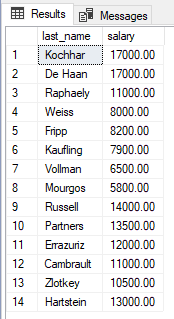 Results Messages
last_name salary
1 Kochhar 17000.00
2 De Haan 17000.00
3 Raphaely 11000.00
4 Weiss 8000.00
5 Fripp 8200.00
6 Kaufling 7900.00
7 Vollman 6500.00
8 Mourgos 5800.00
9 Russell 14000.00
10 Partners 13500.00
11 Errazuriz 12000.00
12 Cambrault 11000.00
13 Zlotkey 10500.00
14 Hartstein 13000.00